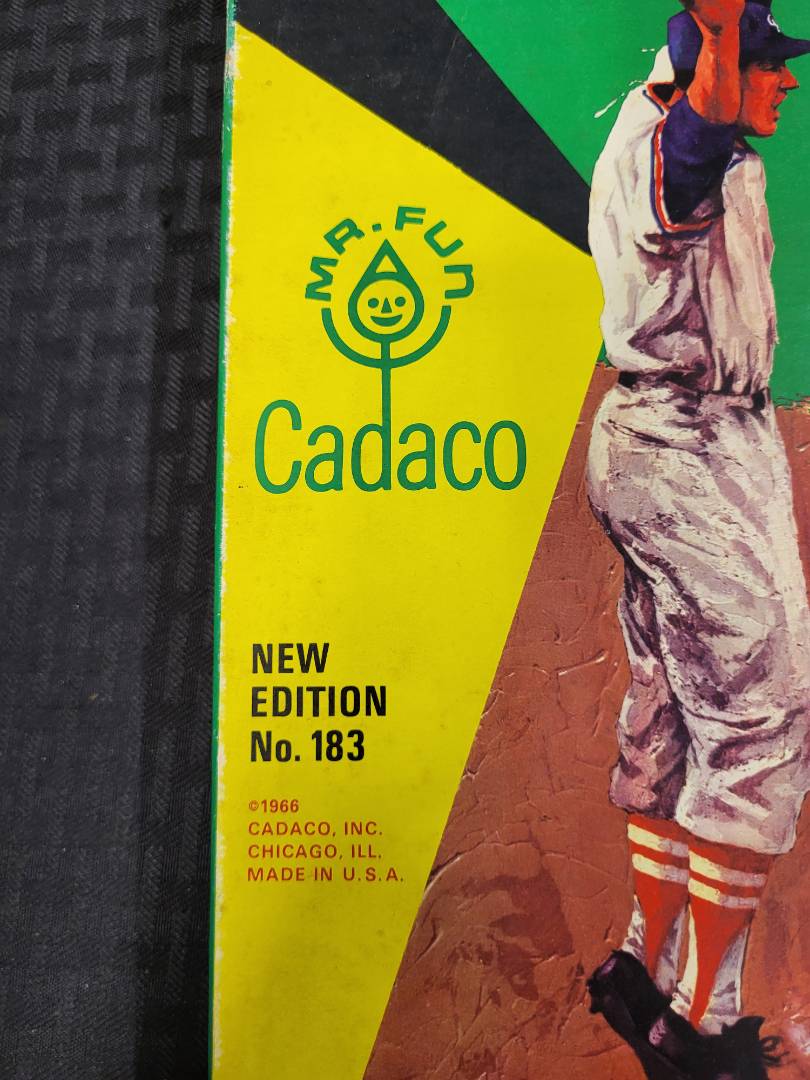 MR. FUN
Cadaco
NEW
EDITION
No. 183
©1966
CADACO, INC.
CHICAGO, ILL.
MADE IN U.S.A.